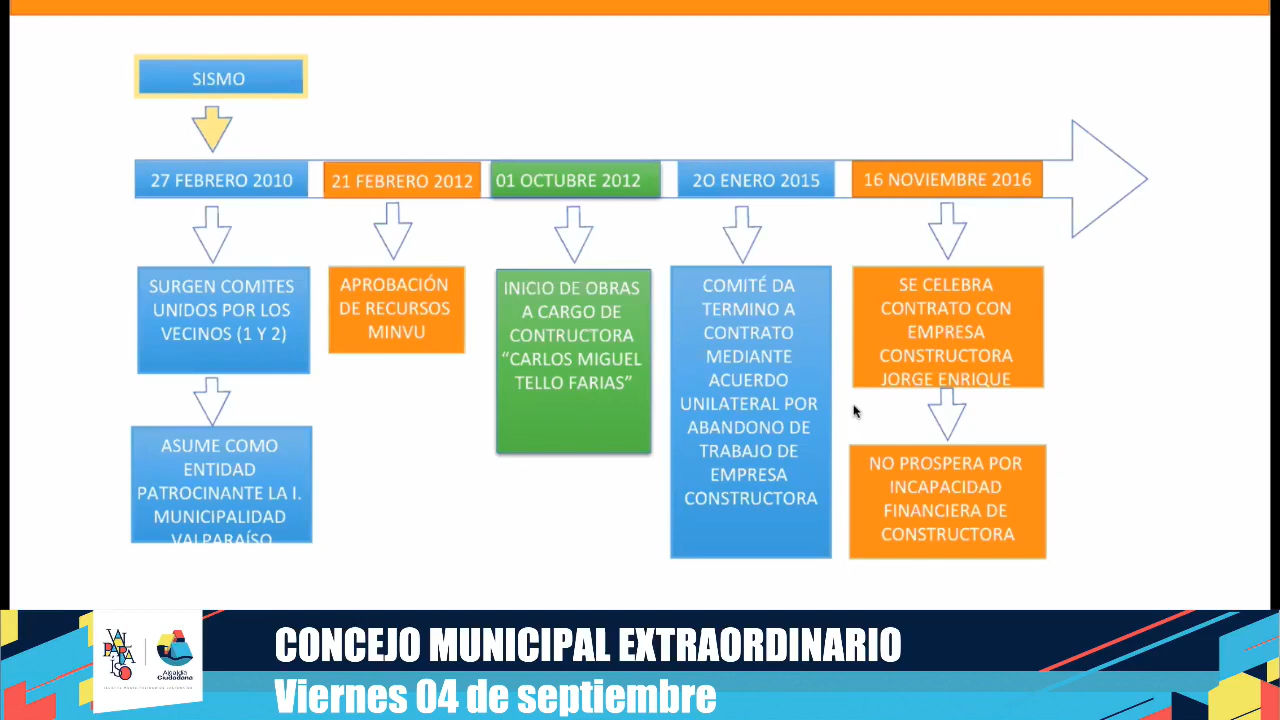 SISMO
27 FEBRERO 2010
21 FEBRERO 2012
01 OCTUBRE 2012
2O ENERO 2015
16 NOVIEMBRE 2016
SURGEN COMITES
UNIDOS POR LOS
VECINOS (1 Y 2)
ASUME COMO
ENTIDAD
PATROCINANTE LA I.
MUNICIPALIDAD
VALPARAÍSO
APROBACIÓN
DE RECURSOS
MINVU
INICIO DE OBRAS
A CARGO DE
CONTRUCTORA
“CARLOS MIGUEL
TELLO FARIAS”
COMITÉ DA
TERMINO A
CONTRATO
MEDIANTE
ACUERDO
UNILATERAL POR
ABANDONO DE
TRABAJO DE
EMPRESA
CONSTRUCTORA
SE CELEBRA
CONTRATO CON
EMPRESA
CONSTRUCTORA
JORGE ENRIQUE
NO PROSPERA POR
INCAPACIDAD
FINANCIERA DE
CONSTRUCTORA
VALPARAÍSO
Alcaldía
Ciudadana
CONCEJO MUNICIPAL EXTRAORDINARIO
Viernes 04 de septiembre